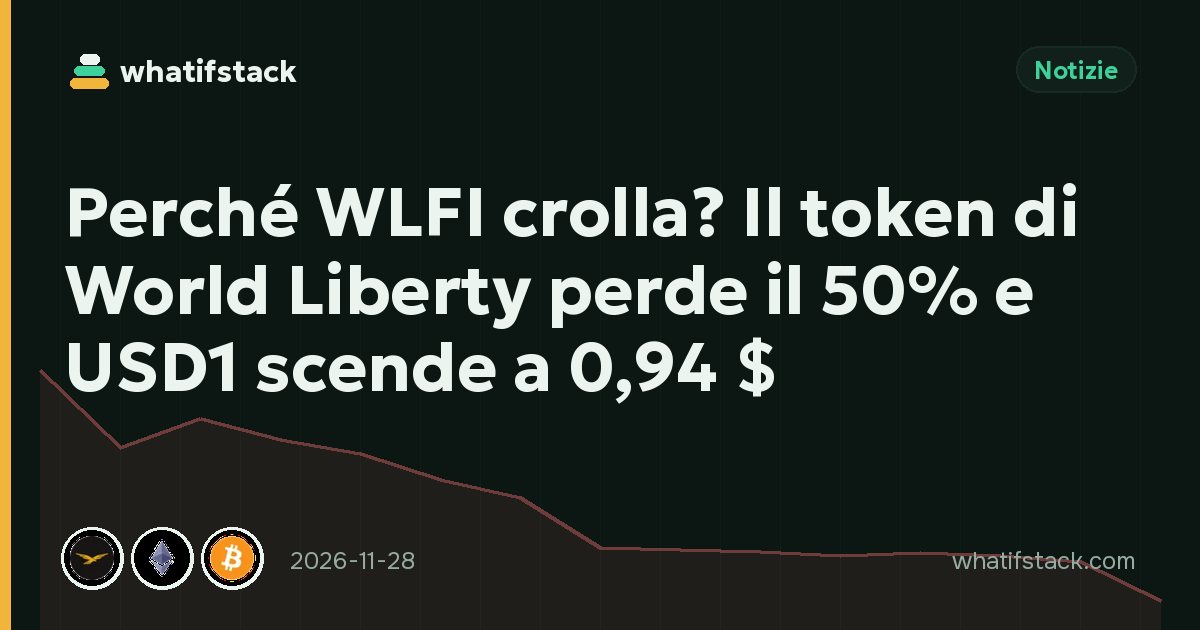 whatifstack
Notizie
Perché WLFI crolla? Il token di
World Liberty perde il 50% e
USD1 scende a 0,94 $
2026-11-28
whatifstack.com